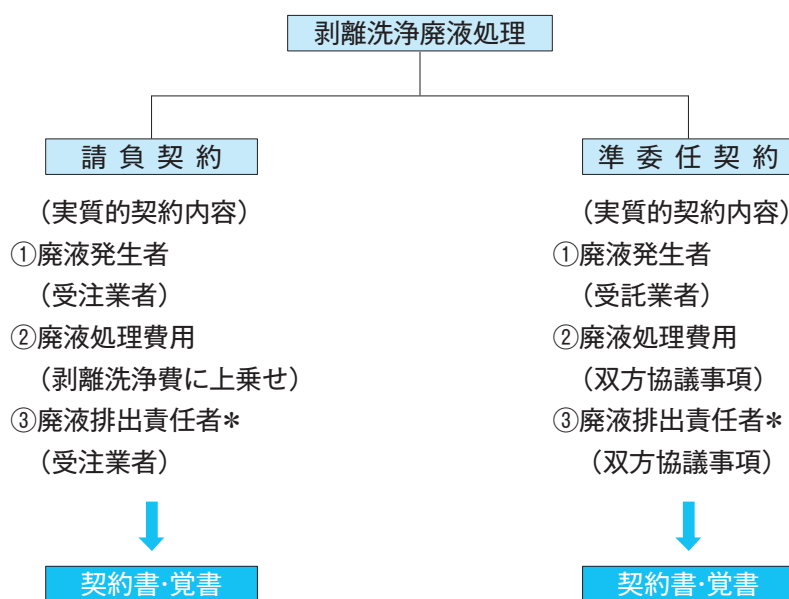 剥離洗浄廃液処理
請負契約
(実質的契約内容)
①廃液発生者
(受注業者)
②廃液処理費用
(剥離洗浄費に上乗せ)
③廃液排出責任者＊
(受注業者)
契約書･覚書
準委任契約
(実質的契約内容)
①廃液発生者
(受託業者)
②廃液処理費用
(双方協議事項)
③廃液排出責任者＊
(双方協議事項)
契約書･覚書